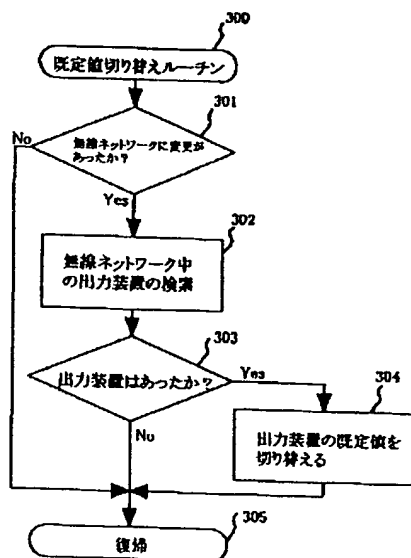 300
既定値切り替えルーチン
301
No
無線ネットワークに変更が
あったか?
Yes
302
無線ネットワーク中
の出力装置の検索
303
出力装置はあったか?
Yes
304
No
出力装置の既定値を
切り替える
305
復帰